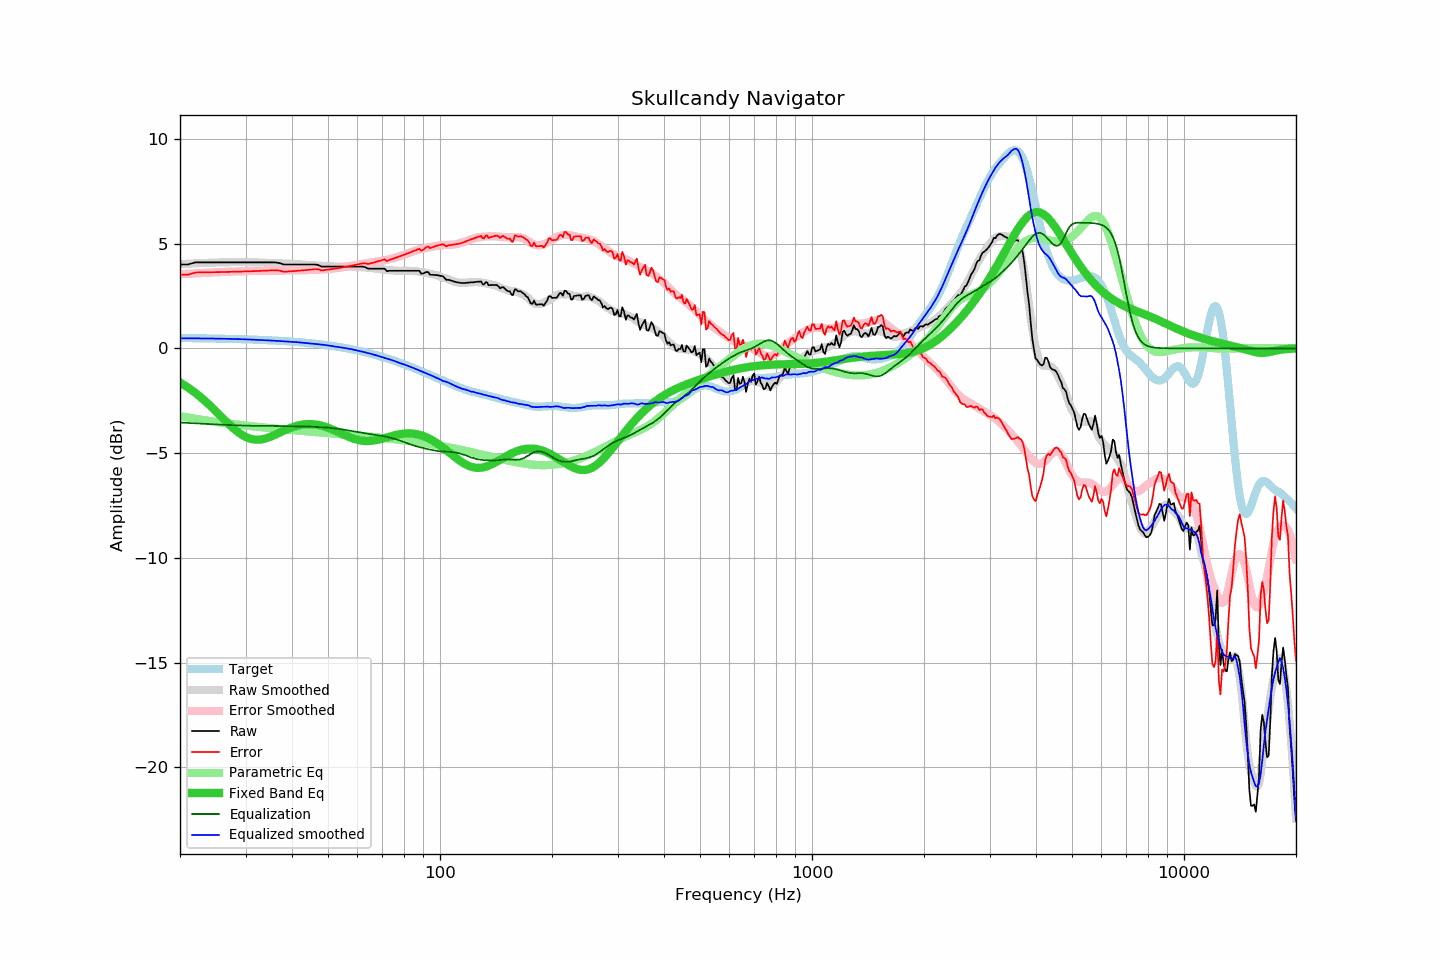 Skullcandy Navigator
10
5
0
−5
−10
−15
−20
Amplitude (dBr)
Target
Raw Smoothed
Error Smoothed
Raw
Error
Parametric Eq
Fixed Band Eq
Equalization
Equalized smoothed
100
1000
10000
Frequency (Hz)